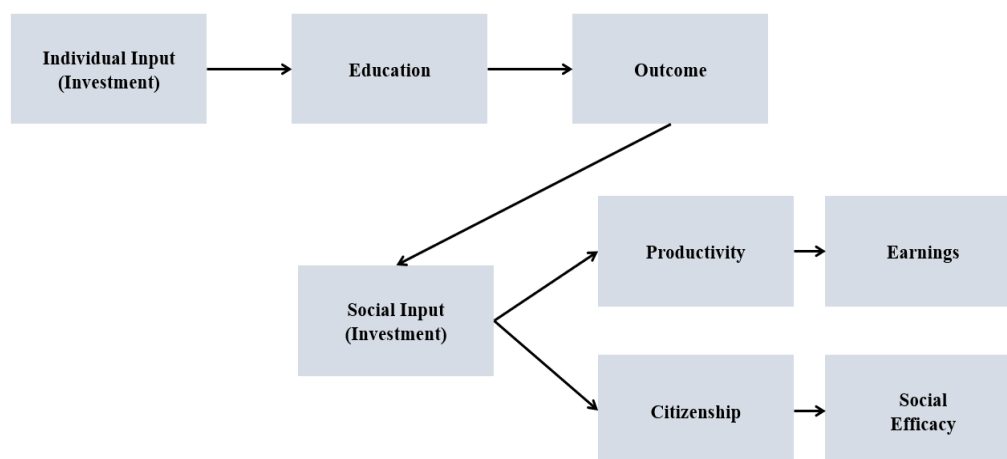 Individual Input
(Investment)
Education
Outcome
Productivity
Earnings
Social Input
(Investment)
Citizenship
Social
Efficacy